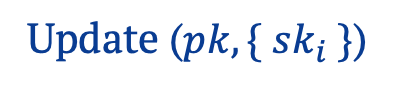 Update (𝑝𝑘, { 𝑠𝑘ᵢ })